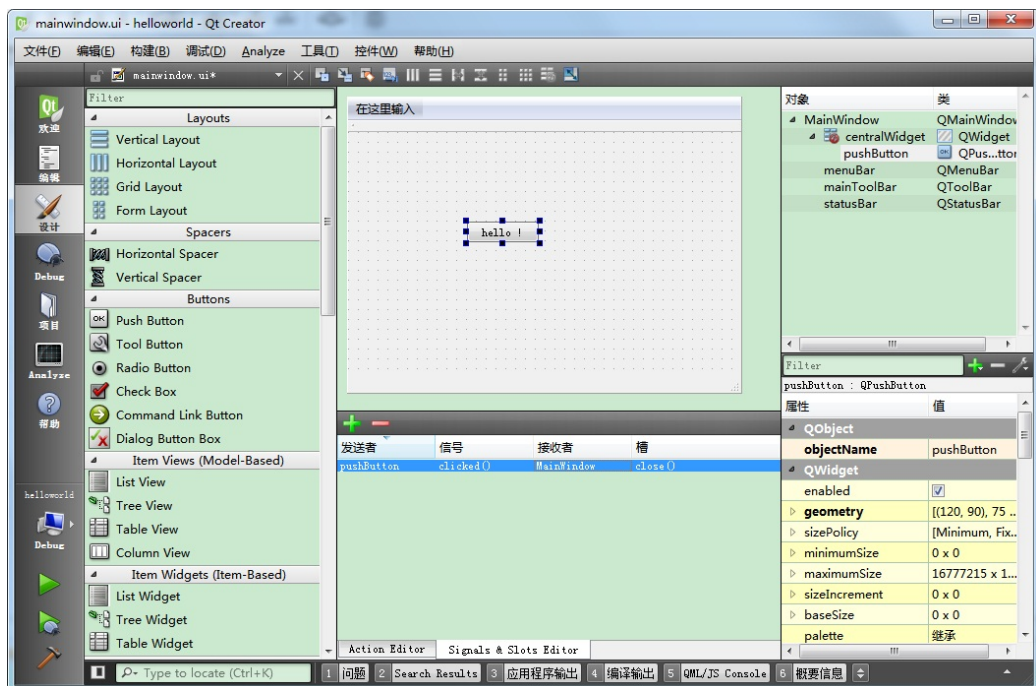 mainwindow.ui - helloworld - Qt Creator
文件(F) 编辑(E) 构建(B) 调试(D) Analyze 工具(T) 控件(W) 帮助(H)
mainwindow.ui*
Qt
欢迎
编辑
设计
Debug
项目
Analyze
帮助
helloworld
Debug
Filter
Layouts
Vertical Layout
Horizontal Layout
Grid Layout
Form Layout
Spacers
Horizontal Spacer
Vertical Spacer
Buttons
OK Push Button
Tool Button
Radio Button
Check Box
Command Link Button
Dialog Button Box
Item Views (Model-Based)
List View
Tree View
Table View
Column View
Item Widgets (Item-Based)
List Widget
Tree Widget
Table Widget
在这里输入
hello !
发送者 信号 接收者 槽
pushButton clicked() MainWindow close()
Action Editor Signals & Slots Editor
对象 类
MainWindow QMainWindow
centralWidget QWidget
pushButton QPus...tton
menuBar QMenuBar
mainToolBar QToolBar
statusBar QStatusBar
Filter
pushButton : QPushButton
属性 值
QObject
objectName pushButton
QWidget
enabled
geometry [(120, 90), 75 ..
sizePolicy [Minimum, Fix..
minimumSize 0 x 0
maximumSize 16777215 x 1...
sizeIncrement 0 x 0
baseSize 0 x 0
palette 继承
Type to locate (Ctrl+K) 1 问题 2 Search Results 3 应用程序输出 4 编译输出 5 QML/JS Console 6 概要信息